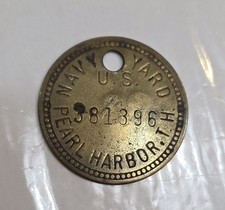 NAVY YARD
U.S.
381396
PEARL HARBOR, T.H.